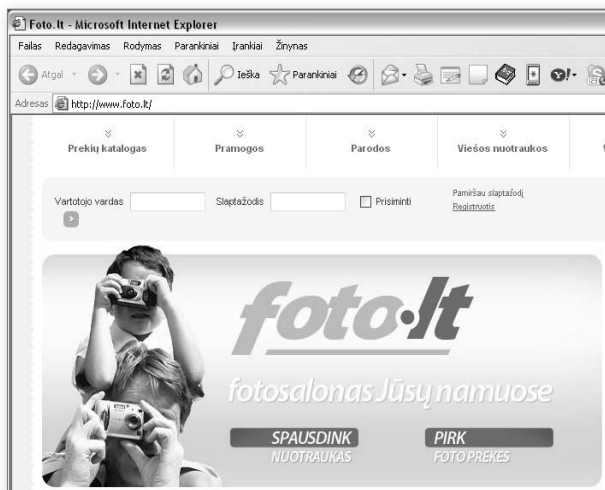 Foto.lt - Microsoft Internet Explorer
Failas Redagavimas Rodymas Parankiniai Įrankiai Žinynas
Atgal Ieška Parankiniai
Adresas http://www.foto.lt/
Prekių katalogas Pramogos Parodos Viešos nuotraukos
Vartotojo vardas Slaptažodis Prisiminti Pamiršau slaptažodį
Registruotis
foto.lt
fotosalonas Jūsų namuose
SPAUSDINK PIRK
NUOTRAUKAS FOTO PREKES